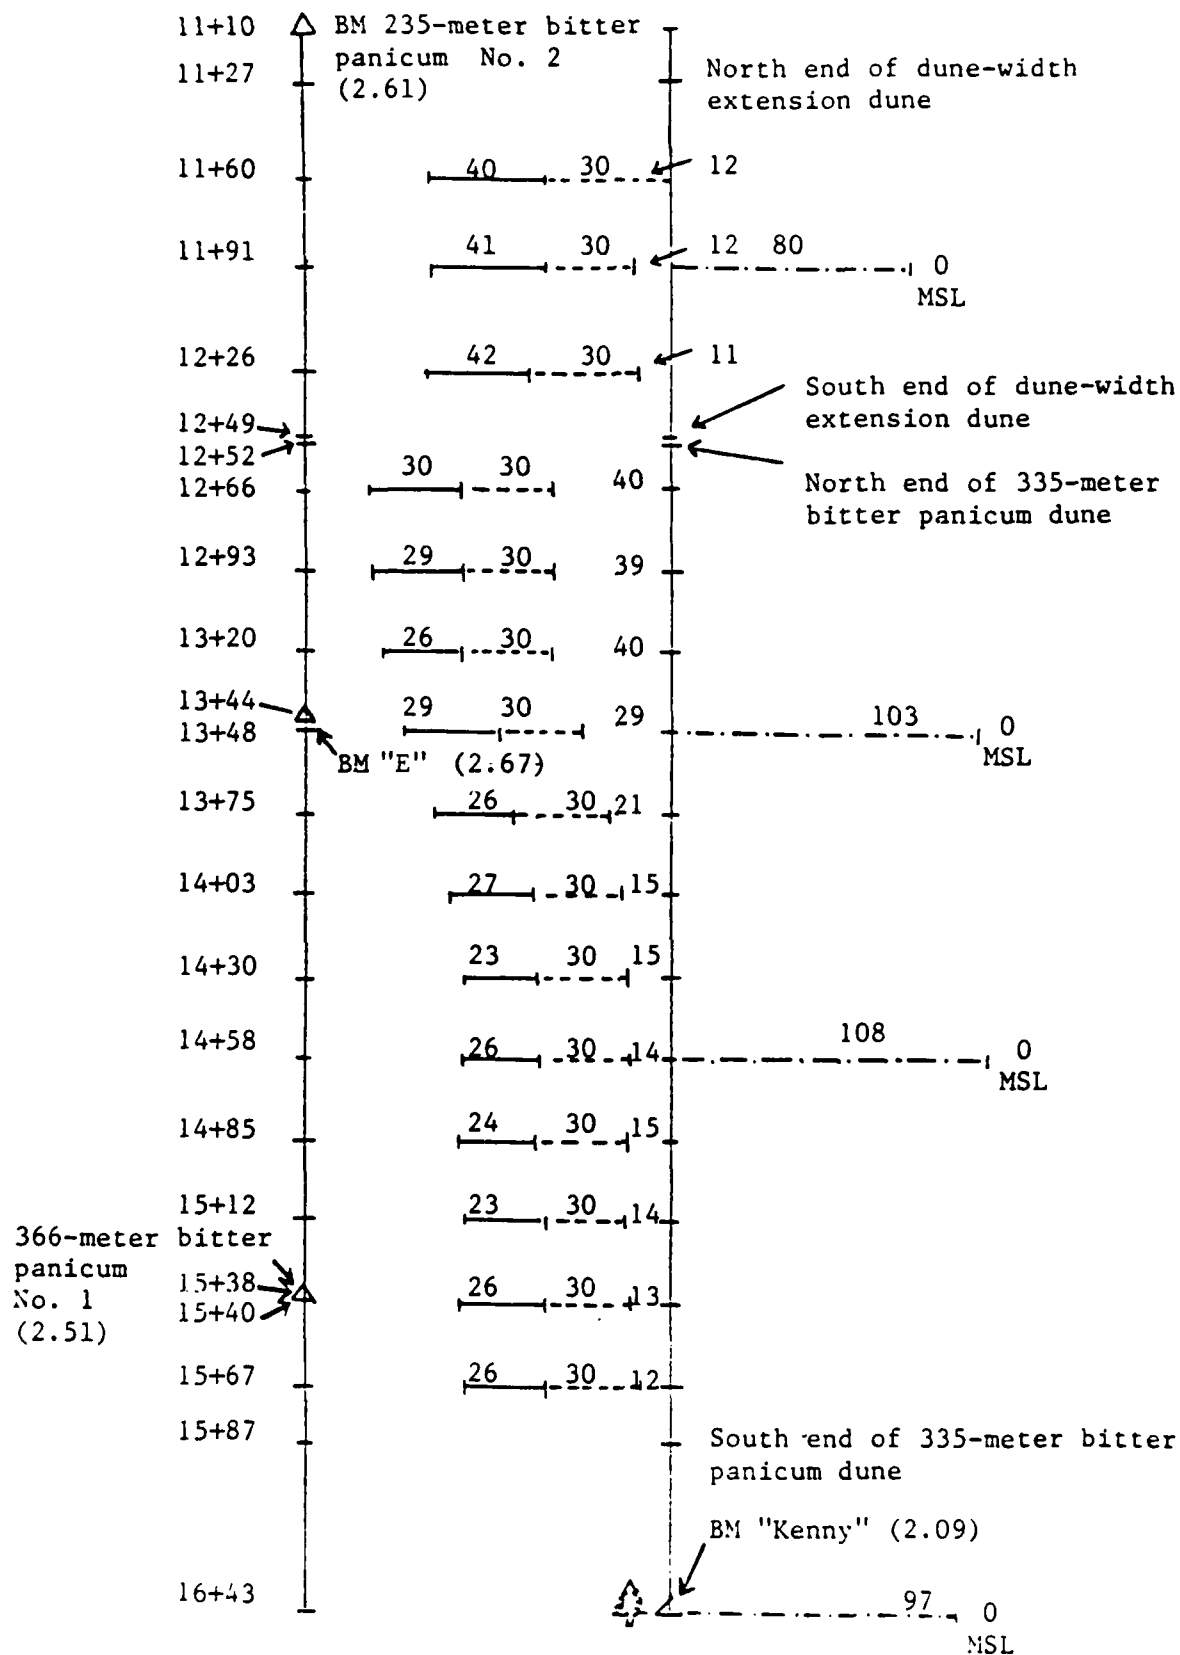 11+10 BM 235-meter bitter
panicum No. 2
11+27 (2.61) North end of dune-width
extension dune
11+60 40 30 12
11+91 41 30 12 80 0
MSL
12+26 42 30 11
South end of dune-width
extension dune
12+49
12+52
12+66 30 30 40 North end of 335-meter
bitter panicum dune
12+93 29 30 39
13+20 26 30 40
13+44 29 30 29 103 0
13+48 MSL
BM "E" (2.67)
13+75 26 30 21
14+03 27 30 15
14+30 23 30 15
14+58 26 30 14 108 0
MSL
14+85 24 30 15
15+12 23 30 14
366-meter bitter
panicum
No. 1
(2.51)
15+38 26 30 13
15+40
15+67 26 30 12
15+87 South end of 335-meter bitter
panicum dune
BM "Kenny" (2.09)
16+43 97 0
MSL